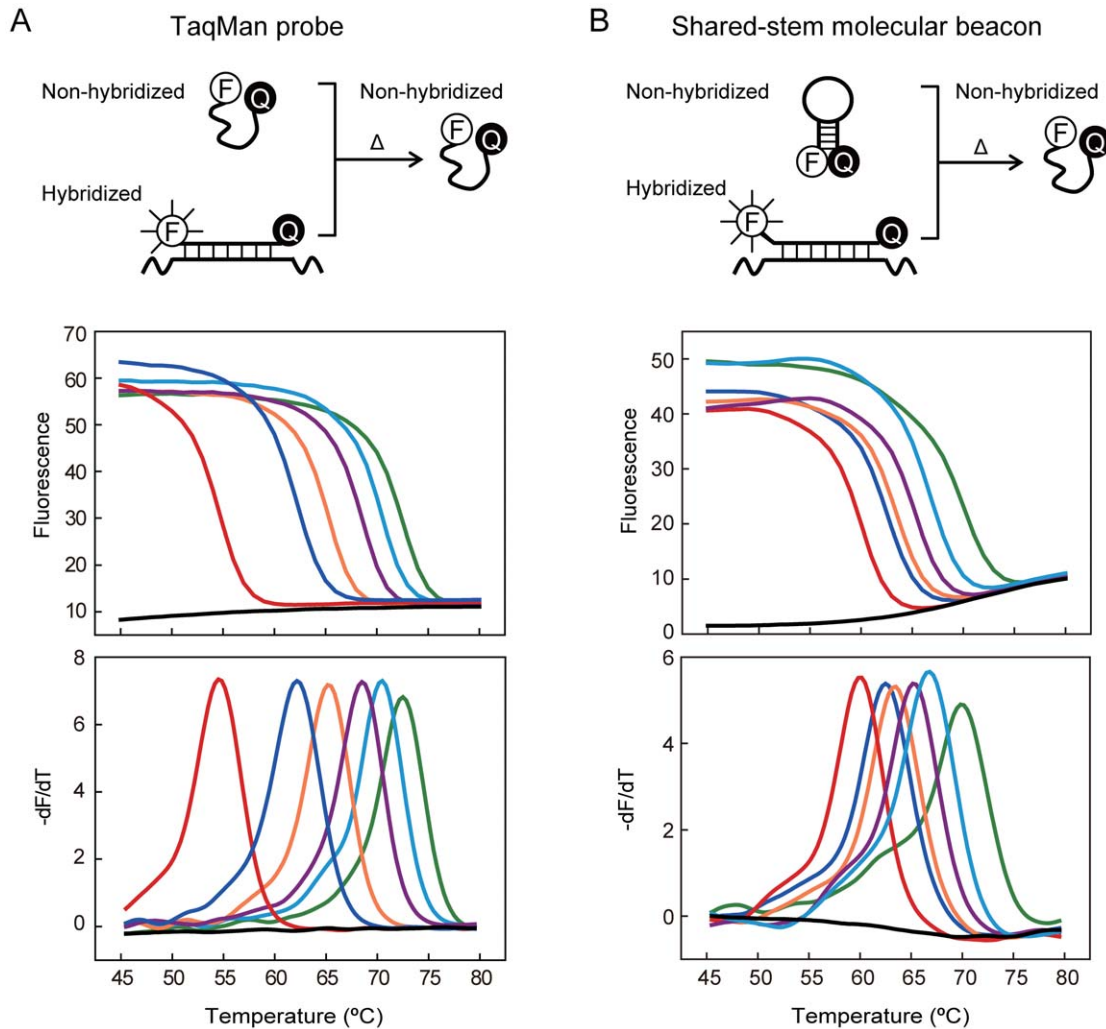 A TaqMan probe
Non-hybridized
F Q
Non-hybridized
Δ
F Q
Hybridized
F Q
70
60
50
40
30
20
10
Fluorescence
8
6
4
2
0
-dF/dT
45 50 55 60 65 70 75 80
Temperature (ºC)
B Shared-stem molecular beacon
Non-hybridized
F Q
Non-hybridized
Δ
F Q
Hybridized
F Q
50
40
30
20
10
0
Fluorescence
6
4
2
0
-dF/dT
45 50 55 60 65 70 75 80
Temperature (ºC)